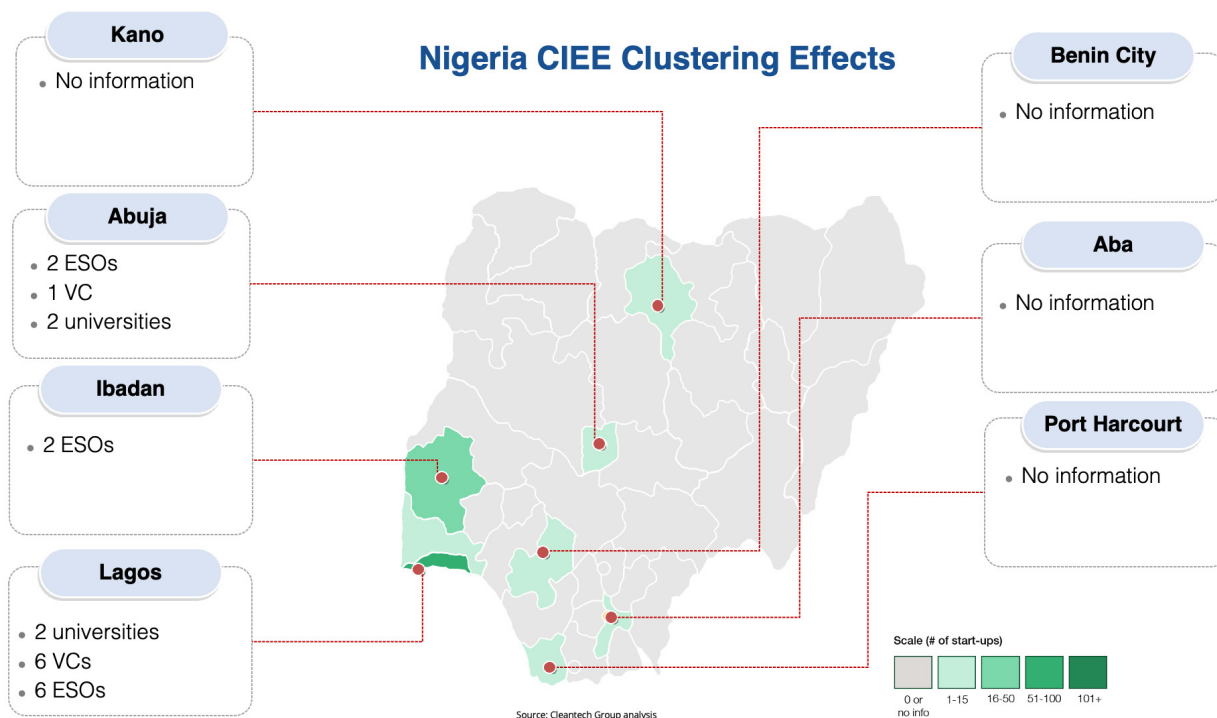 Nigeria CIEE Clustering Effects
Kano
• No information
Abuja
• 2 ESOs
• 1 VC
• 2 universities
Ibadan
• 2 ESOs
Lagos
• 2 universities
• 6 VCs
• 6 ESOs
Benin City
• No information
Aba
• No information
Port Harcourt
• No information
Scale (# of start-ups)
0 or no info
1-15
16-50
51-100
101+
Source: Cleantech Group analysis